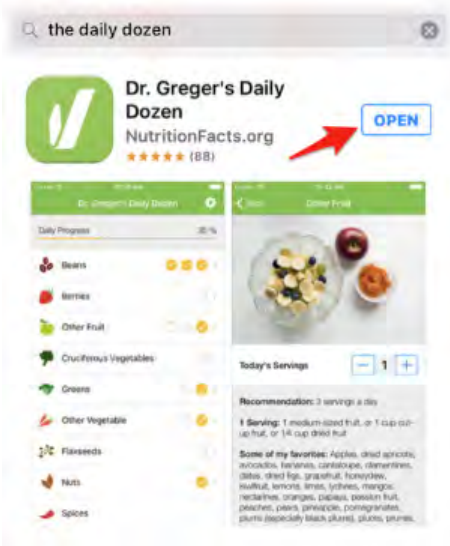 the daily dozen
Dr. Greger's Daily
Dozen
NutritionFacts.org
(88)
OPEN
Dr. Greger's Daily Dozen
Other Fruit
Daily Progress
Beans
Berries
Other Fruit
Cruciferous Vegetables
Greens
Other Vegetable
Flaxseeds
Nuts
Spices
Today's Servings
1
Recommendation: 3 servings a day
1 Serving: 1 medium-sized fruit, or 1 cup cut-
up fruit, or 1/4 cup dried fruit
Some of my favorites: Apples, dried apricots,
avocados, bananas, cantaloupe, clementines,
dates, dried figs, grapefruit, honeydew,
kiwifruit, lemons, limes, lychees, mangos,
nectarines, oranges, papaya, passion fruit,
peaches, pears, pineapple, pomegranates,
plums (especially black plums), pluots, prunes,